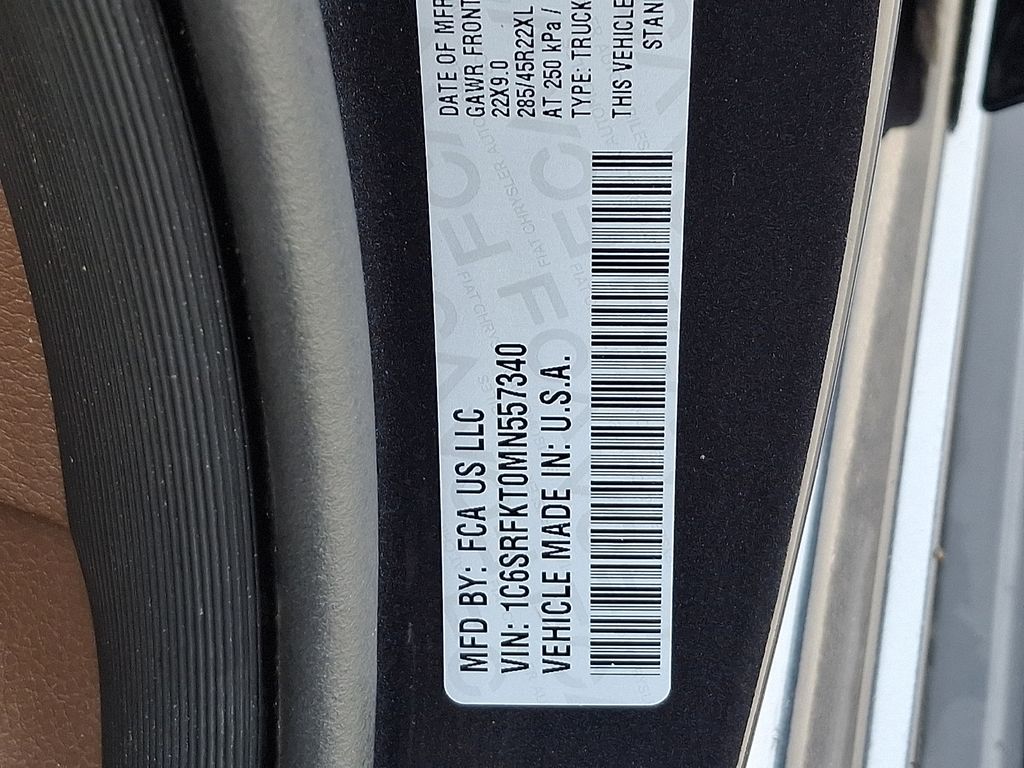 MFD BY: FCA US LLC
VIN: 1C6SRFKT0MN557340
VEHICLE MADE IN: U.S.A.
DATE OF MFR
GAWR FRONT
22X9.0
285/45R22XL
AT 250 kPa /
TYPE: TRUCK
THIS VEHICLE
STAN